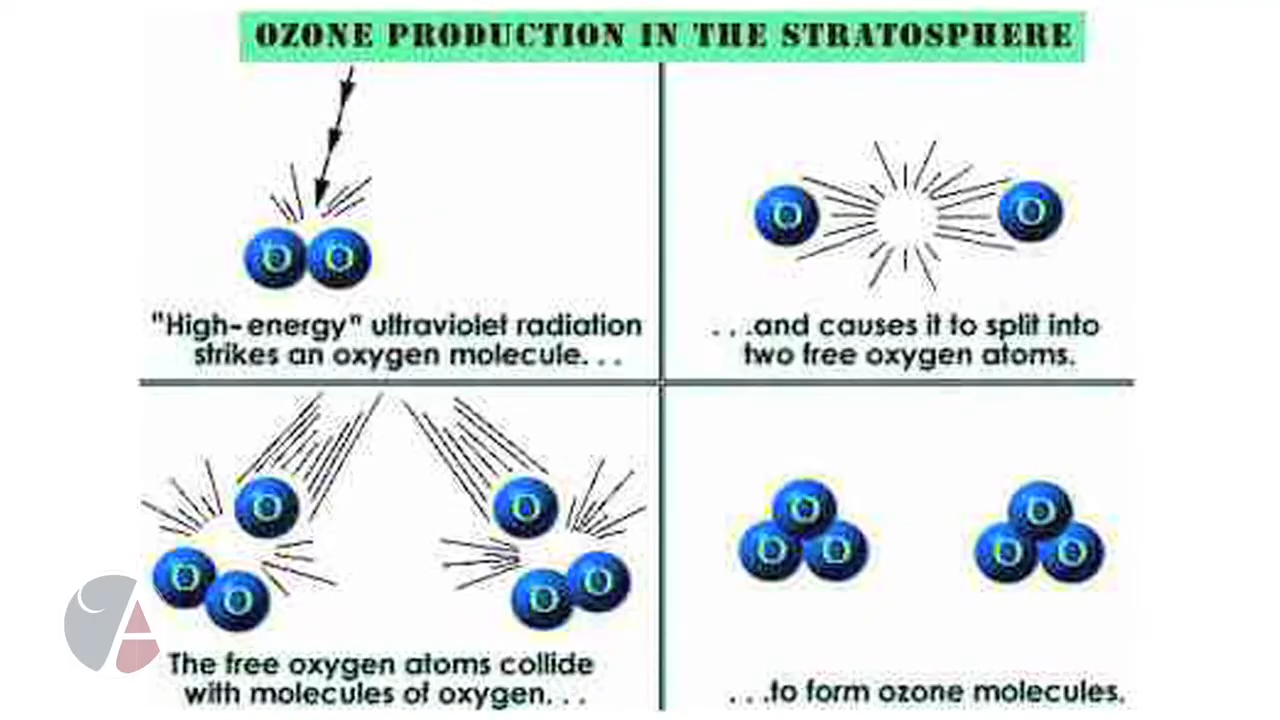 OZONE PRODUCTION IN THE STRATOSPHERE
O O
"High-energy" ultraviolet radiation
strikes an oxygen molecule. . .
O O
. . .and causes it to split into
two free oxygen atoms.
O O
O O O O
The free oxygen atoms collide
with molecules of oxygen. . .
O O
O O O O
. . .to form ozone molecules.
A